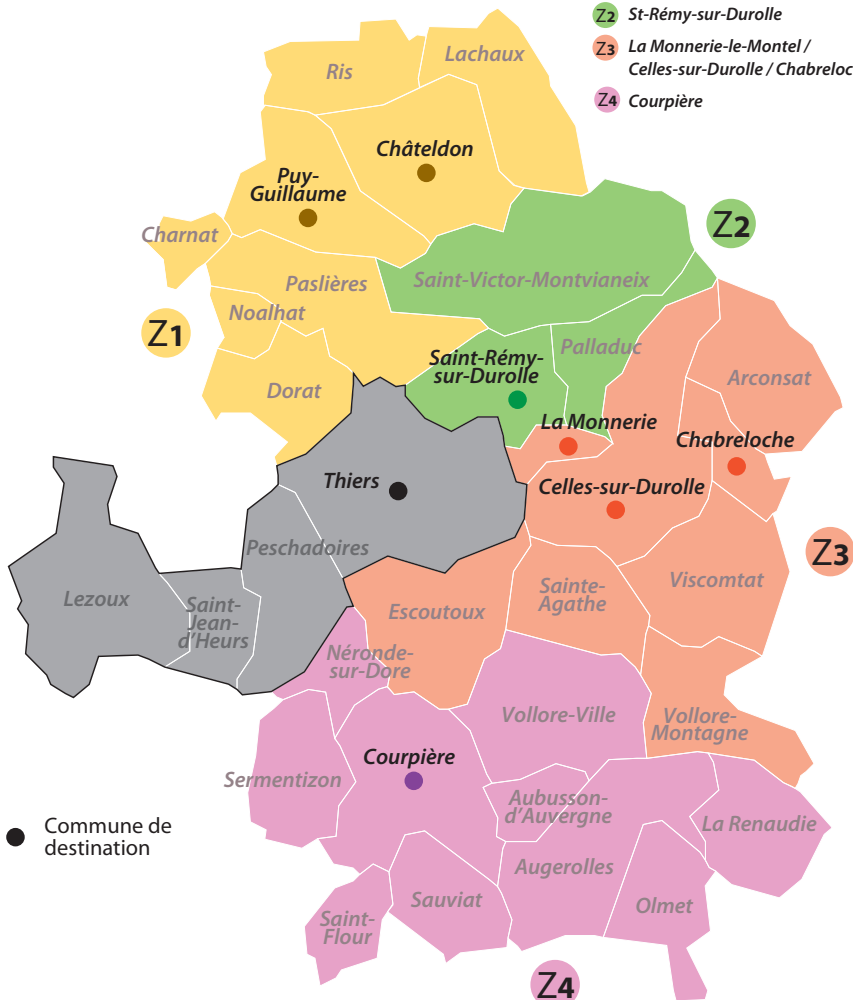 Z2 St-Rémy-sur-Durolle
Z3 La Monnerie-le-Montel /
Celles-sur-Durolle / Chabreloc
Z4 Courpière
Lachaux
Ris
Châteldon
Puy-
Guillaume
Charnat
Z2
Saint-Victor-Montvianeix
Paslières
Noalhat
Z1
Saint-Rémy-
sur-Durolle
Palladuc
Arconsat
Dorat
La Monnerie
Chabreloche
Thiers
Celles-sur-Durolle
Peschadoires
Z3
Viscomtat
Lezoux
Saint-
Jean-
d'Heurs
Escoutoux
Sainte-
Agathe
Néronde-
sur-Dore
Vollore-Ville
Vollore-
Montagne
Courpière
Sermentizon
Aubusson-
d'Auvergne
La Renaudie
Commune de
destination
Augerolles
Sauviat
Olmet
Saint-
Flour
Z4